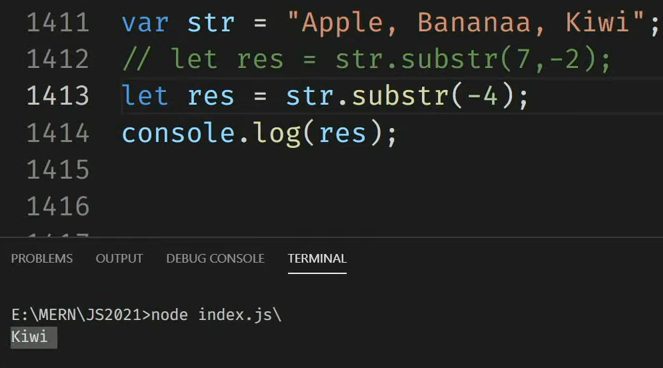 1411 var str = "Apple, Bananaa, Kiwi";
1412 // let res = str.substr(7,-2);
1413 let res = str.substr(-4);
1414 console.log(res);
1415
1416
1417
PROBLEMS OUTPUT DEBUG CONSOLE TERMINAL
E:\MERN\JS2021>node index.js\
Kiwi